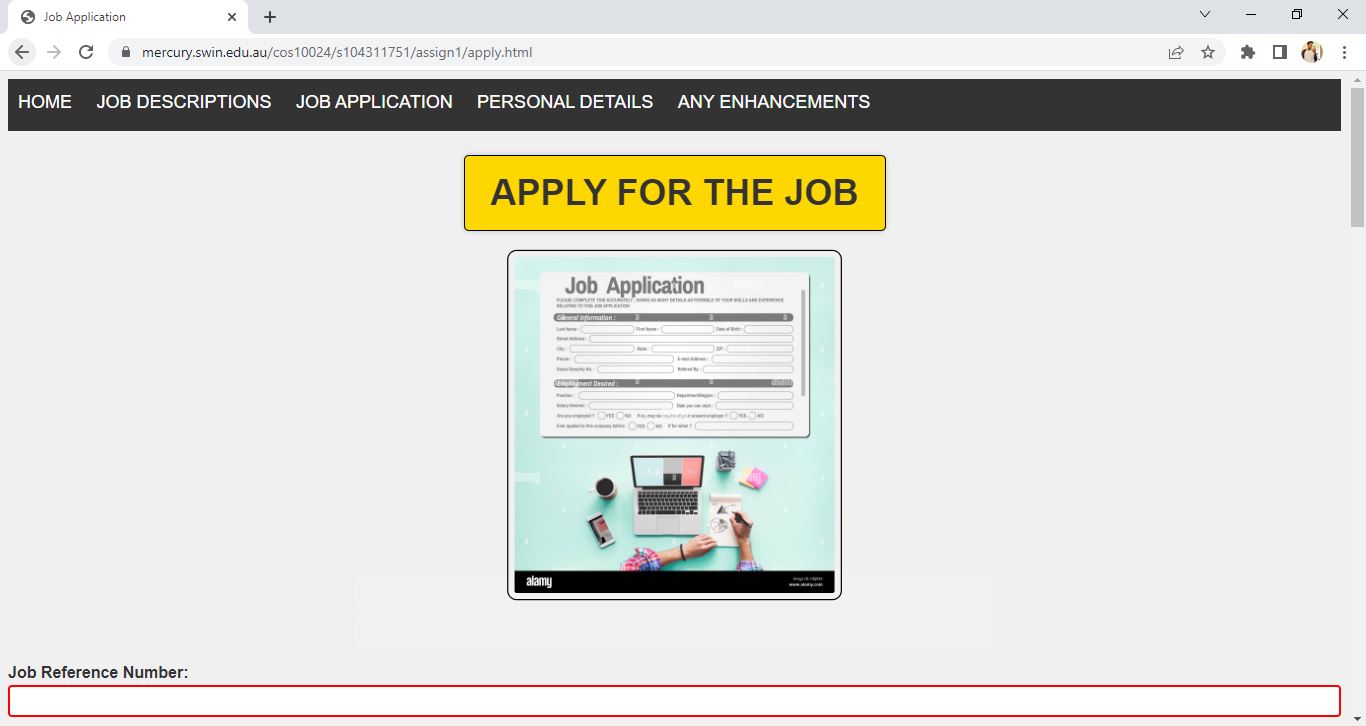 Job Application
mercury.swin.edu.au/cos10024/s104311751/assign1/apply.html
HOME JOB DESCRIPTIONS JOB APPLICATION PERSONAL DETAILS ANY ENHANCEMENTS
APPLY FOR THE JOB
Job Application
PLEASE COMPLETE THIS ACCURATELY, GIVING AS MANY DETAILS AS POSSIBLE OF YOUR SKILLS AND EXPERIENCE
RELATING TO THIS JOB APPLICATION
General Information :
Last Name : First Name : Date of Birth :
Street Address :
City : State : ZIP :
Phone : E-mail Address :
Social Security No. : Referred By :
Employment Desired :
Position : Department/Region :
Salary Desired : Date you can start :
Are you employed ? YES NO If so, may we inquire of your present employer ? YES NO
Ever applied to this company before YES NO If for when ?
alamy
alamy
alamy
www.alamy.com
Job Reference Number: